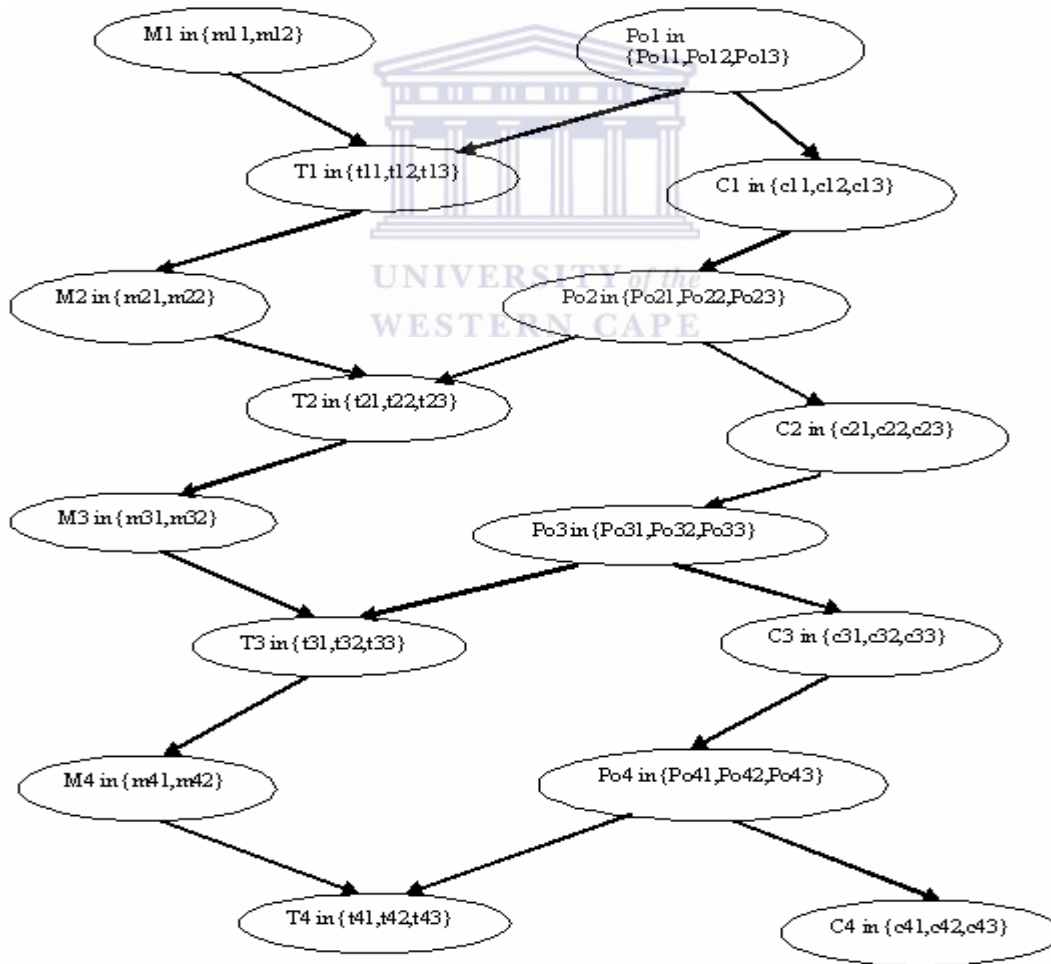 M1 in {m11,m12}
Po1 in
{Po11,Po12,Po13}
T1 in {t11,t12,t13}
C1 in {c11,c12,c13}
UNIVERSITY of the
WESTERN CAPE
M2 in {m21,m22}
Po2 in {Po21,Po22,Po23}
T2 in {t21,t22,t23}
C2 in {c21,c22,c23}
M3 in {m31,m32}
Po3 in {Po31,Po32,Po33}
T3 in {t31,t32,t33}
C3 in {c31,c32,c33}
M4 in {m41,m42}
Po4 in {Po41,Po42,Po43}
T4 in {t41,t42,t43}
C4 in {c41,c42,c43}